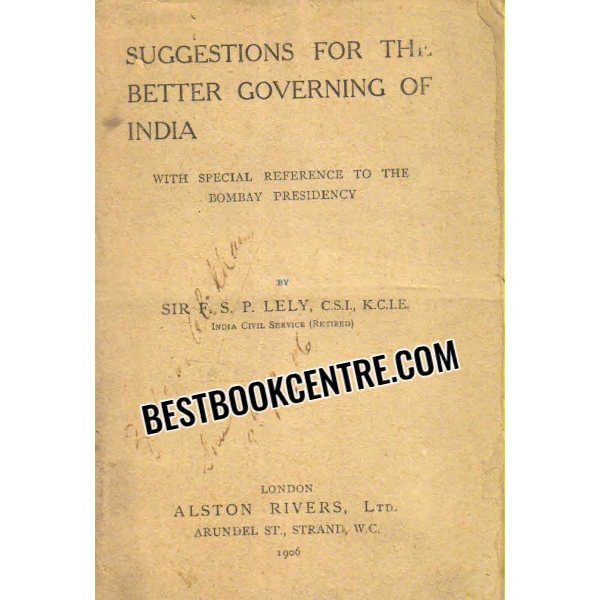 SUGGESTIONS FOR THE
BETTER GOVERNING OF
INDIA
WITH SPECIAL REFERENCE TO THE
BOMBAY PRESIDENCY
BY
SIR F. S. P. LELY, C.S.I., K.C.I.E.
INDIA CIVIL SERVICE (RETIRED)
BESTBOOKCENTRE.COM
LONDON
ALSTON RIVERS, LTD.
ARUNDEL ST., STRAND, W.C.
1906